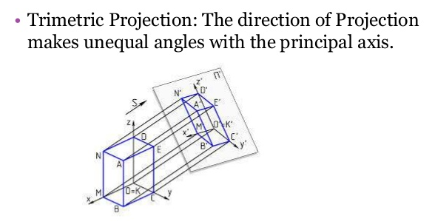 • Trimetric Projection: The direction of Projection
makes unequal angles with the principal axis.
П'
z'
N'
D'
S
A'
E'
z
D
M'
O'≡K'
x'
C'
N
E
B'
y'
A
M
O≡K
x
C
y
B